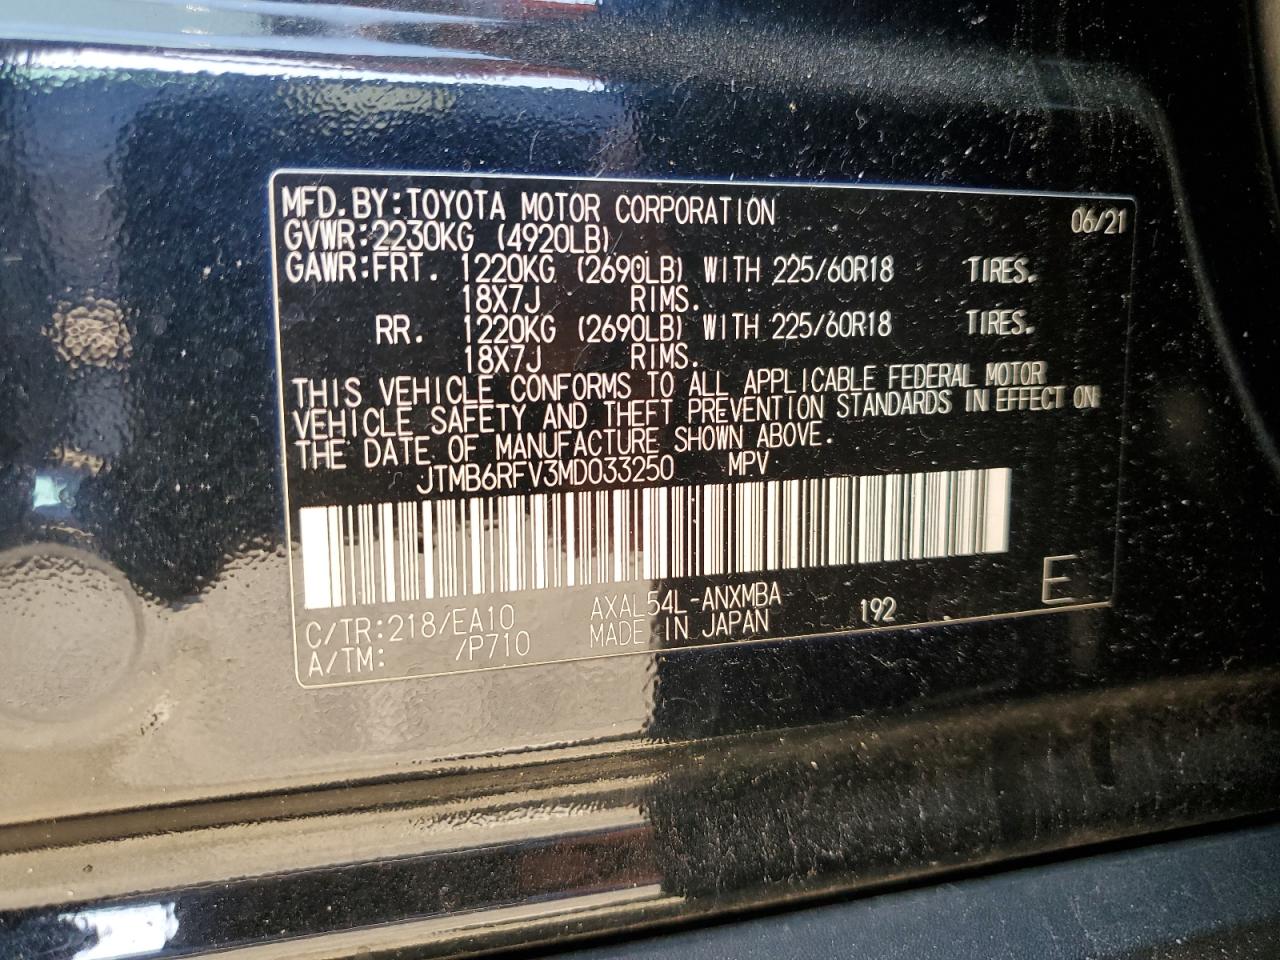 MFD.BY:TOYOTA MOTOR CORPORATION 06/21
GVWR:2230KG (4920LB)
GAWR:FRT. 1220KG (2690LB) WITH 225/60R18 TIRES.
18X7J RIMS.
RR. 1220KG (2690LB) WITH 225/60R18 TIRES.
18X7J RIMS.
THIS VEHICLE CONFORMS TO ALL APPLICABLE FEDERAL MOTOR
VEHICLE SAFETY AND THEFT PREVENTION STANDARDS IN EFFECT ON
THE DATE OF MANUFACTURE SHOWN ABOVE.
JTMB6RFV3MD033250 MPV
C/TR:218/EA10 AXAL54L-ANXMBA 192 E
A/TM: /P710 MADE IN JAPAN